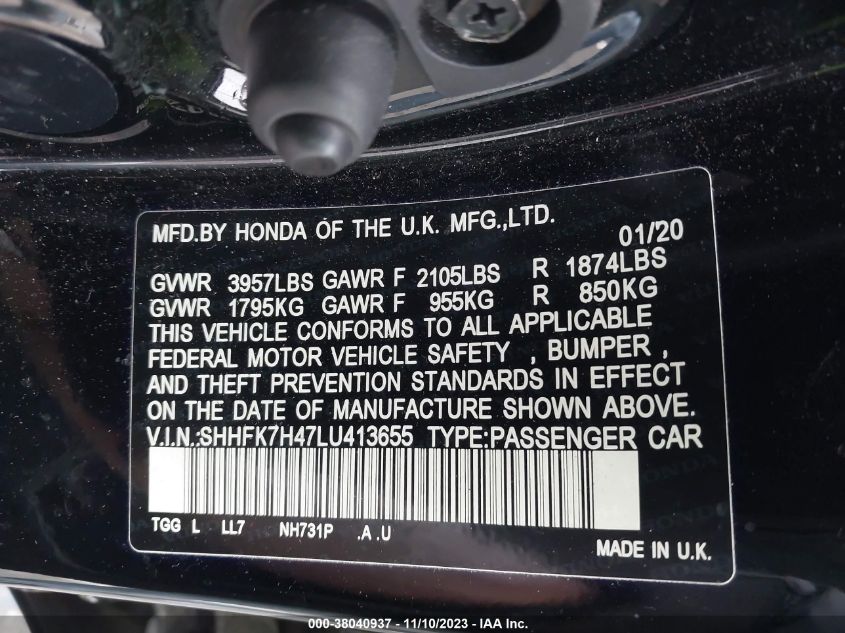 MFD.BY HONDA OF THE U.K. MFG.,LTD. 01/20
GVWR 3957LBS GAWR F 2105LBS R 1874LBS
GVWR 1795KG GAWR F 955KG R 850KG
THIS VEHICLE CONFORMS TO ALL APPLICABLE
FEDERAL MOTOR VEHICLE SAFETY , BUMPER ,
AND THEFT PREVENTION STANDARDS IN EFFECT
ON THE DATE OF MANUFACTURE SHOWN ABOVE.
V.I.N.:SHHFK7H47LU413655 TYPE:PASSENGER CAR
TGG L LL7 NH731P .A .U
MADE IN U.K.
000-38040937 - 11/10/2023 - IAA Inc.